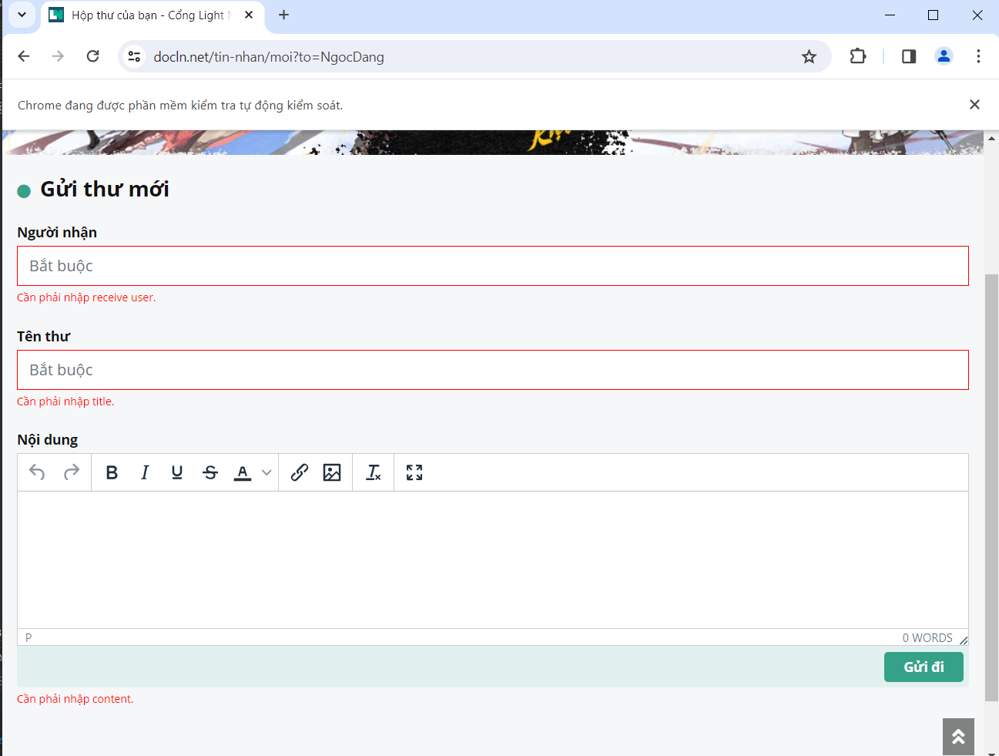 Hộp thư của bạn - Cổng Light N
docln.net/tin-nhan/moi?to=NgocDang
Chrome đang được phần mềm kiểm tra tự động kiểm soát.
Gửi thư mới
Người nhận
Bắt buộc
Cần phải nhập receive user.
Tên thư
Bắt buộc
Cần phải nhập title.
Nội dung
B I U S A
P
0 WORDS
Gửi đi
Cần phải nhập content.